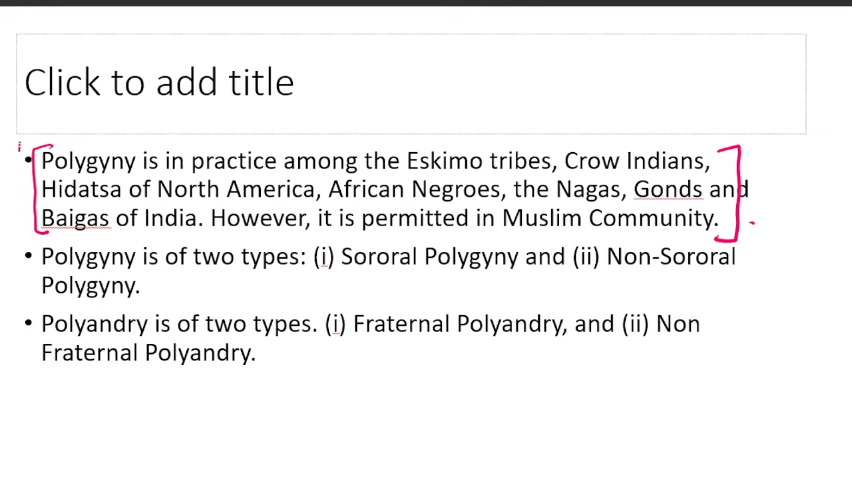 Click to add title
• Polygyny is in practice among the Eskimo tribes, Crow Indians,
Hidatsa of North America, African Negroes, the Nagas, Gonds and
Baigas of India. However, it is permitted in Muslim Community.
• Polygyny is of two types: (i) Sororal Polygyny and (ii) Non-Sororal
Polygyny.
• Polyandry is of two types. (i) Fraternal Polyandry, and (ii) Non
Fraternal Polyandry.